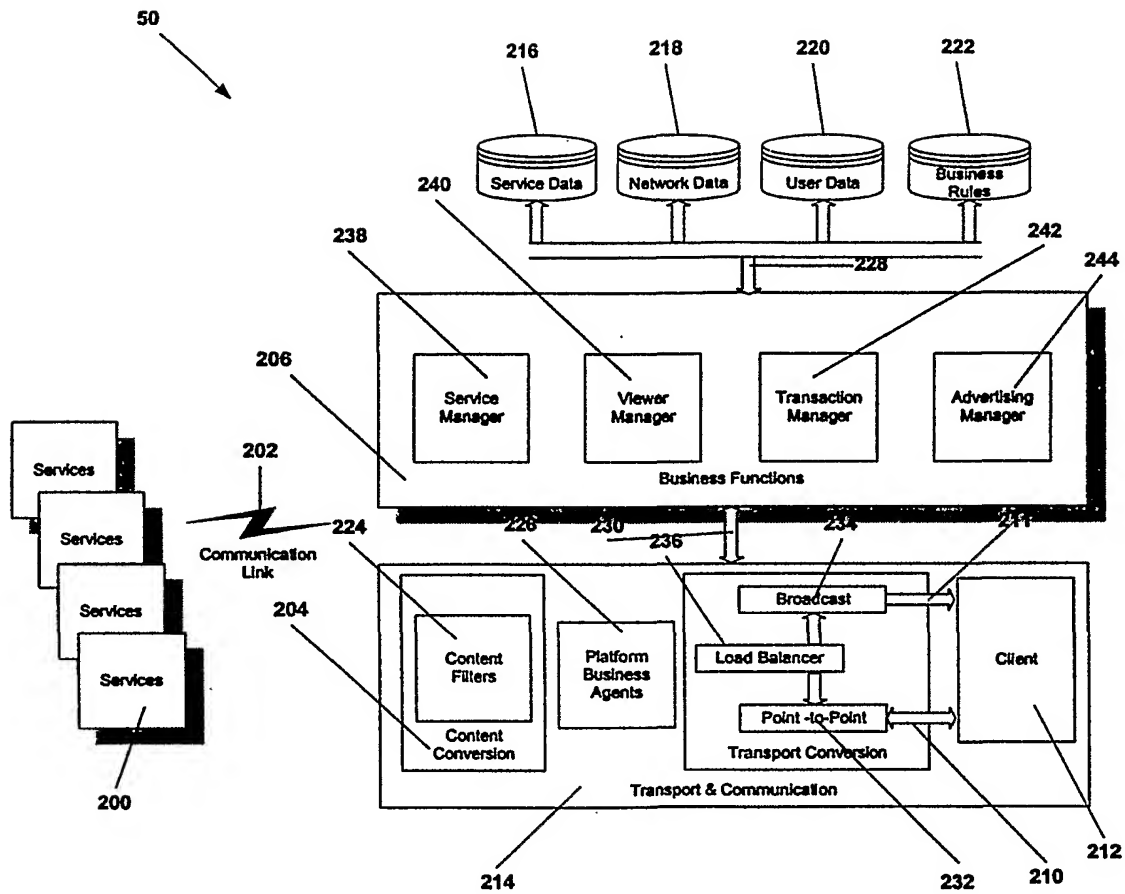 50
216
218
220
222
Service Data
Network Data
User Data
Business
Rules
240
238
242
228
244
206
Service
Manager
Viewer
Manager
Transaction
Manager
Advertising
Manager
Business Functions
Services
Services
Services
Services
200
202
Communication
Link
224
226
230
236
234
211
204
Content
Filters
Content
Conversion
Platform
Business
Agents
Broadcast
Load Balancer
Point -to-Point
Transport Conversion
Client
Transport & Communication
214
232
210
212